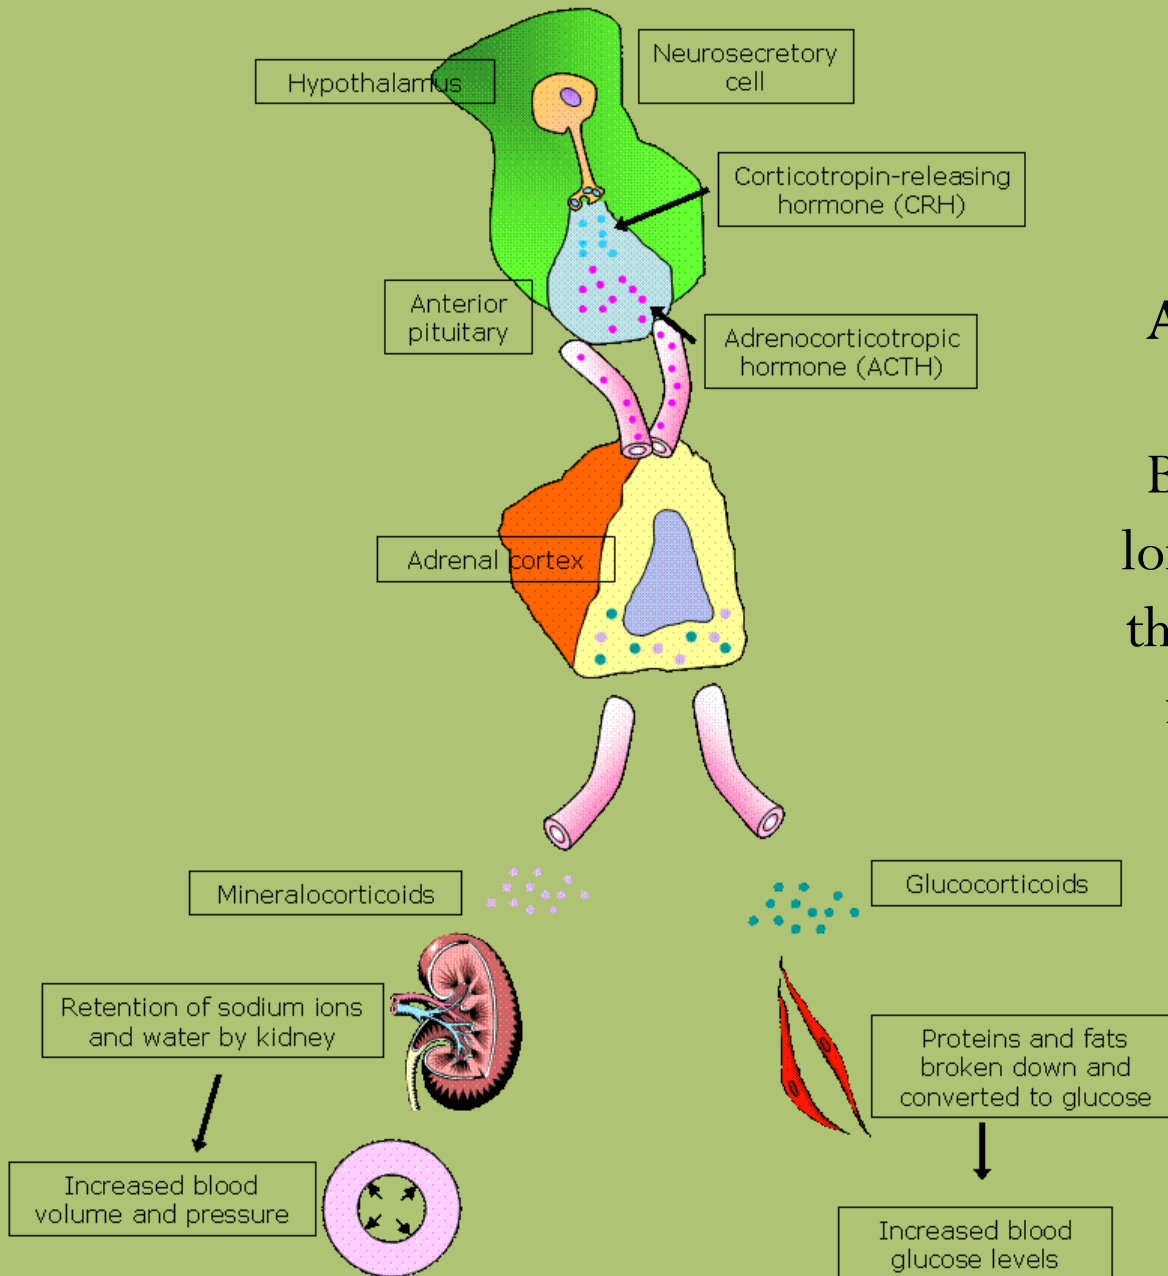 Hypothalamus
Neurosecretory
cell
Corticotropin-releasing
hormone (CRH)
Anterior
pituitary
Adrenocorticotropic
hormone (ACTH)
Adrenal cortex
Mineralocorticoids
Glucocorticoids
Retention of sodium ions
and water by kidney
Proteins and fats
broken down and
converted to glucose
Increased blood
volume and pressure
Increased blood
glucose levels